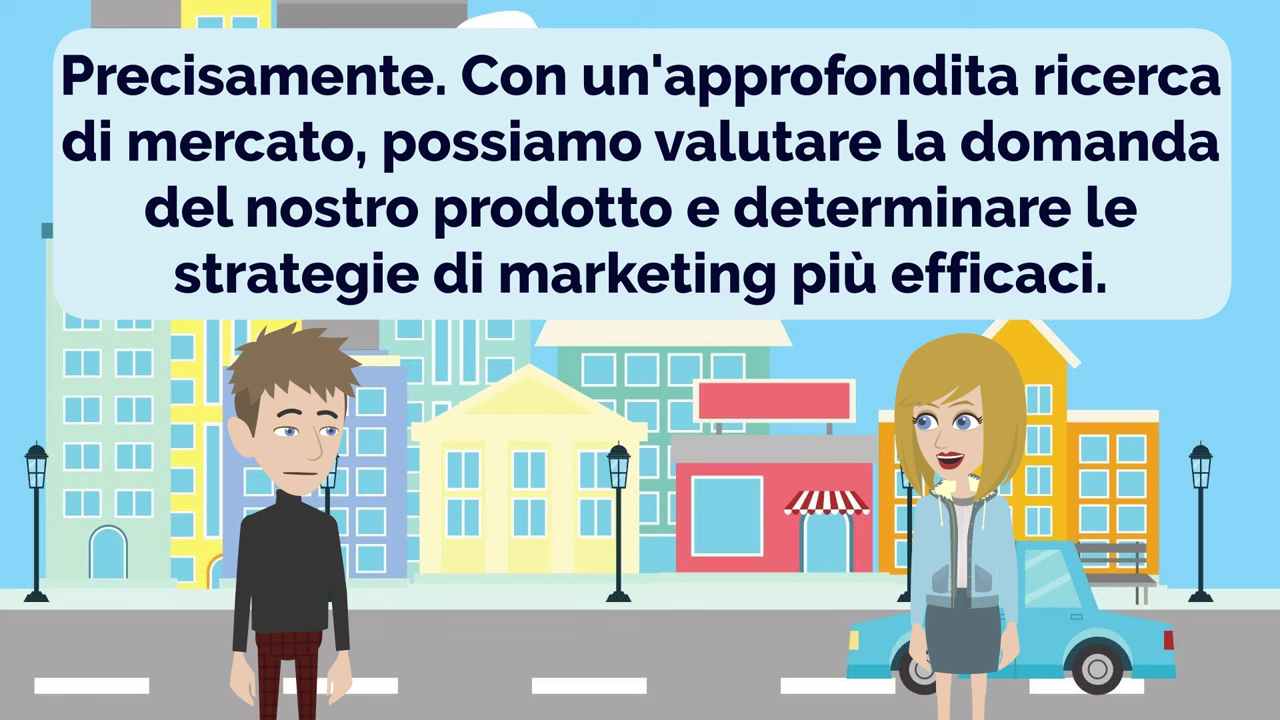 Precisamente. Con un'approfondita ricerca
di mercato, possiamo valutare la domanda
del nostro prodotto e determinare le
strategie di marketing più efficaci.